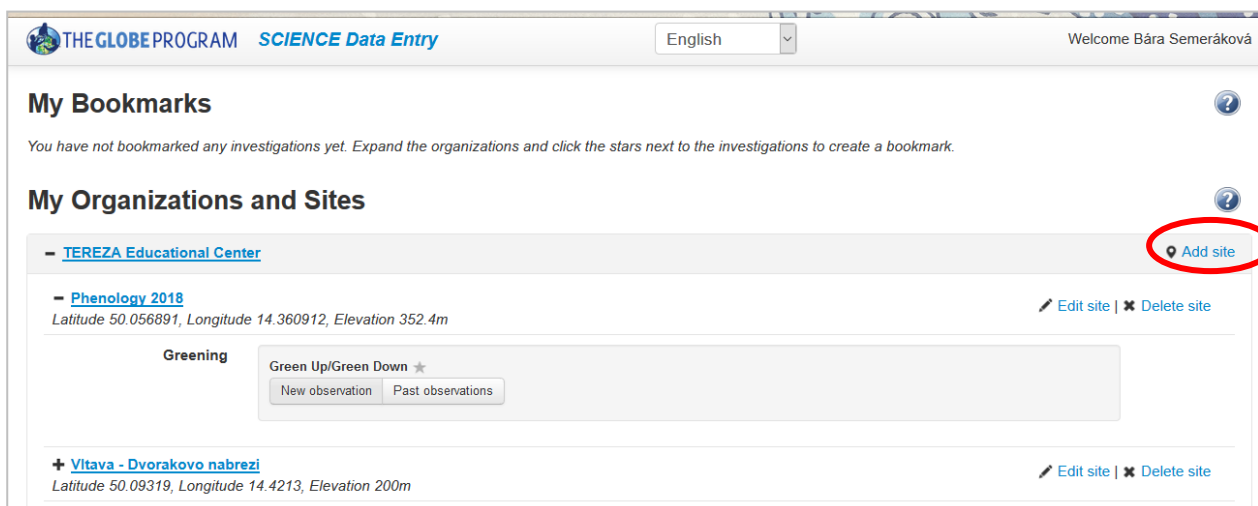 THE GLOBE PROGRAM SCIENCE Data Entry English Welcome Bára Semeráková
My Bookmarks
You have not bookmarked any investigations yet. Expand the organizations and click the stars next to the investigations to create a bookmark.
My Organizations and Sites
TEREZA Educational Center Add site
Phenology 2018
Latitude 50.056891, Longitude 14.360912, Elevation 352.4m
Edit site | Delete site
Greening
Green Up/Green Down
New observation Past observations
Vltava - Dvorakovo nabrezi
Latitude 50.09319, Longitude 14.4213, Elevation 200m
Edit site | Delete site